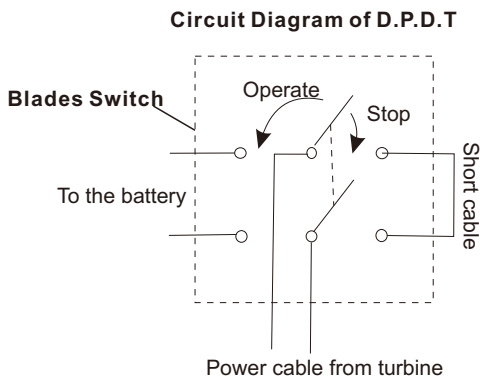 Circuit Diagram of D.P.D.T
Blades Switch
Operate
Stop
Short cable
To the battery
Power cable from turbine